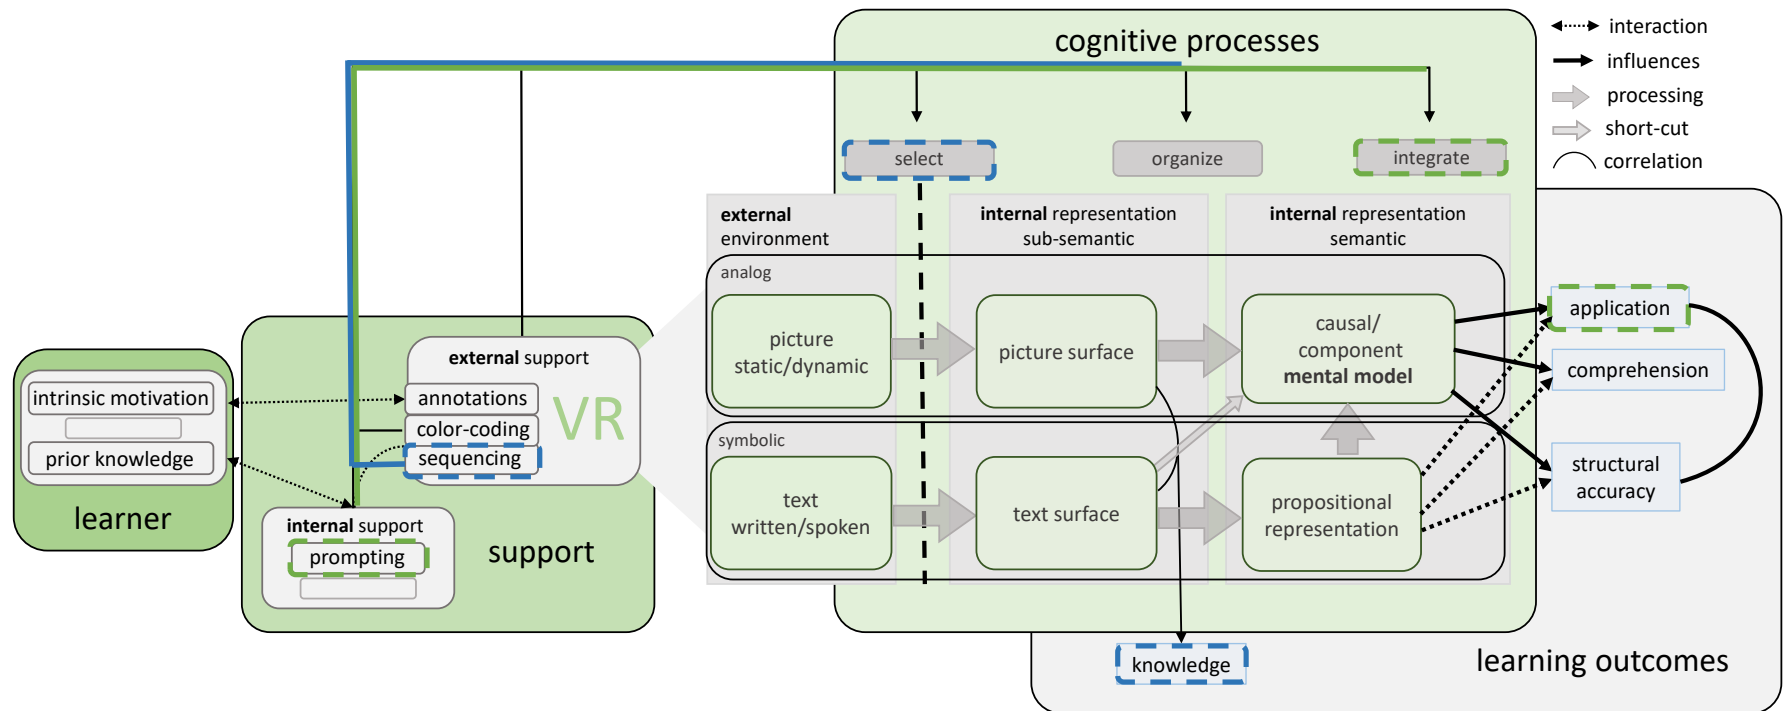 cognitive processes
interaction
influences
processing
short-cut
correlation
select
organize
integrate
external
environment
internal representation
sub-semantic
internal representation
semantic
analog
picture
static/dynamic
picture surface
causal/
component
mental model
application
comprehension
structural
accuracy
symbolic
text
written/spoken
text surface
propositional
representation
knowledge
learning outcomes
external support
annotations
color-coding
sequencing
VR
internal support
prompting
support
intrinsic motivation
prior knowledge
learner